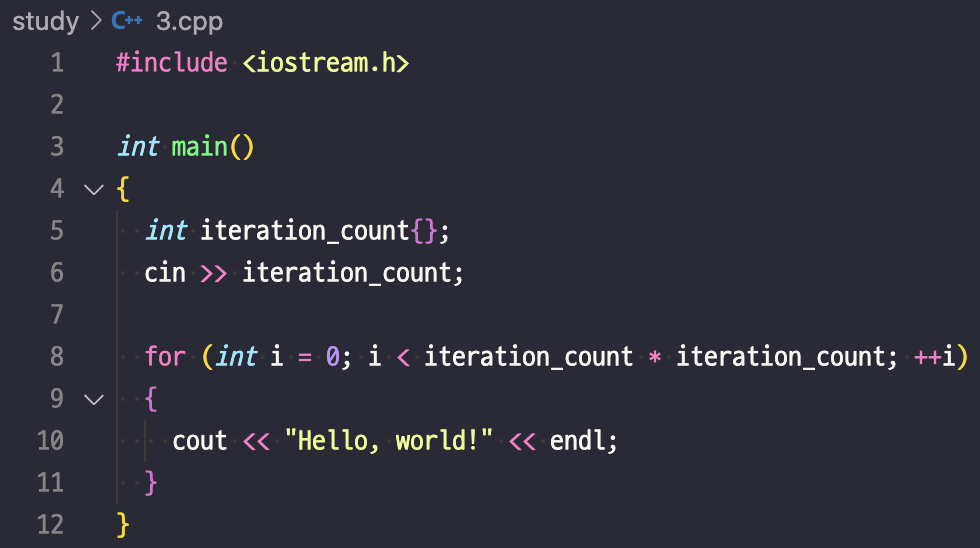 study > C++ 3.cpp
1 #include <iostream.h>
2
3 int main()
4 {
5   int iteration_count{};
6   cin >> iteration_count;
7
8   for (int i = 0; i < iteration_count * iteration_count; ++i)
9   {
10     cout << "Hello, world!" << endl;
11   }
12 }